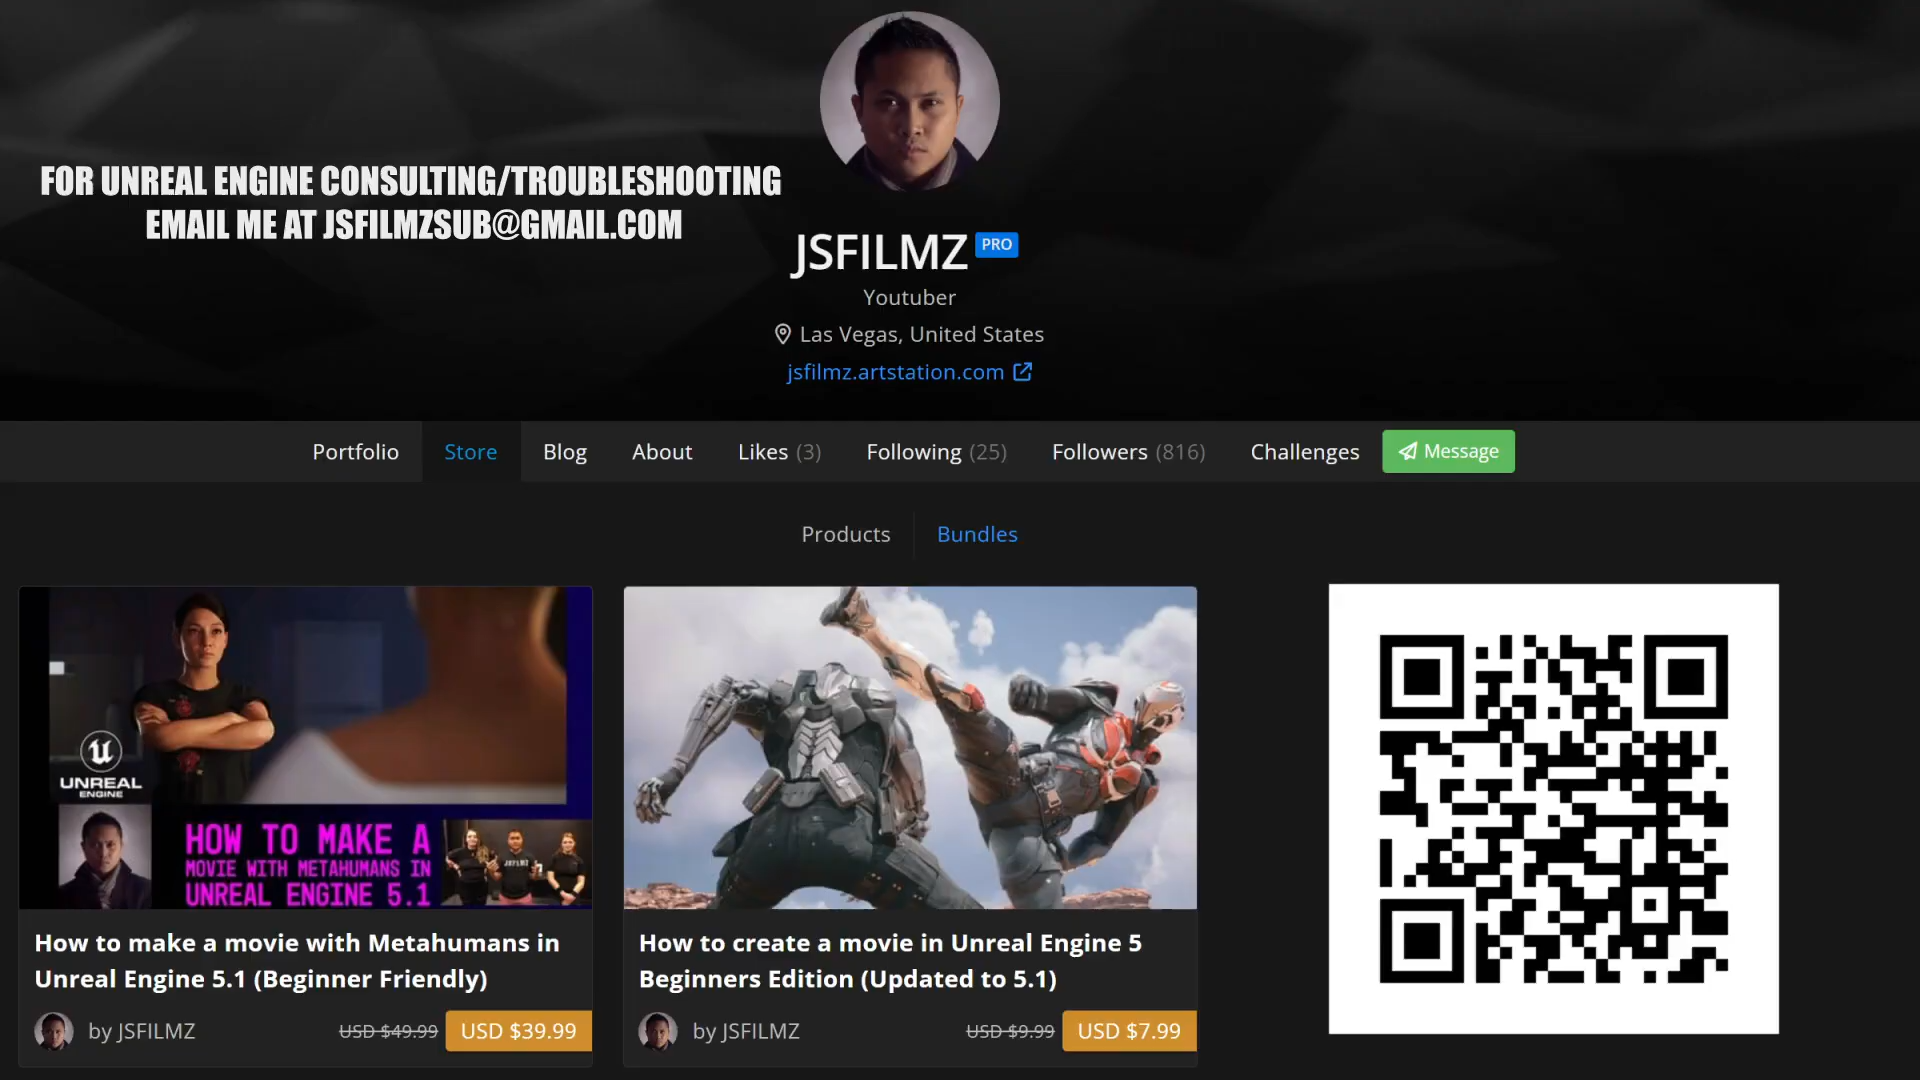 FOR UNREAL ENGINE CONSULTING/TROUBLESHOOTING
EMAIL ME AT JSFILMZSUB@GMAIL.COM
JSFILMZ PRO
Youtuber
Las Vegas, United States
jsfilmz.artstation.com
Portfolio Store Blog About Likes (3) Following (25) Followers (816) Challenges Message
Products Bundles
UNREAL
ENGINE
HOW TO MAKE A
MOVIE WITH METAHUMANS IN
UNREAL ENGINE 5.1
JSFILMZ
How to make a movie with Metahumans in
Unreal Engine 5.1 (Beginner Friendly)
by JSFILMZ USD $49.99 USD $39.99
How to create a movie in Unreal Engine 5
Beginners Edition (Updated to 5.1)
by JSFILMZ USD $9.99 USD $7.99